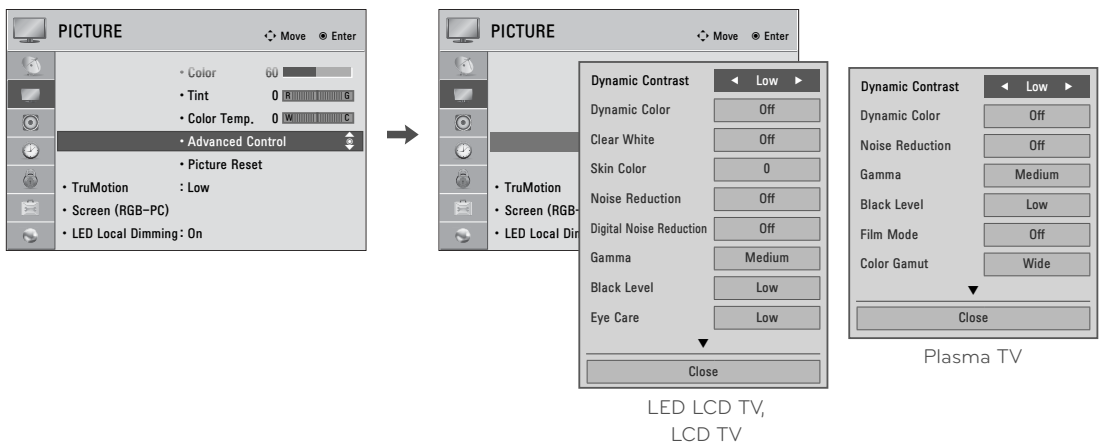 PICTURE Move Enter
• Color 60
• Tint 0 R G
• Color Temp. 0 W C
• Advanced Control
• Picture Reset
• TruMotion : Low
• Screen (RGB-PC)
• LED Local Dimming : On
PICTURE Move Enter
• TruMotion
• Screen (RGB-
• LED Local Dim
Dynamic Contrast ◄ Low ►
Dynamic Color Off
Clear White Off
Skin Color 0
Noise Reduction Off
Digital Noise Reduction Off
Gamma Medium
Black Level Low
Eye Care Low
▼
Close
LED LCD TV,
LCD TV
Dynamic Contrast ◄ Low ►
Dynamic Color Off
Noise Reduction Off
Gamma Medium
Black Level Low
Film Mode Off
Color Gamut Wide
▼
Close
Plasma TV